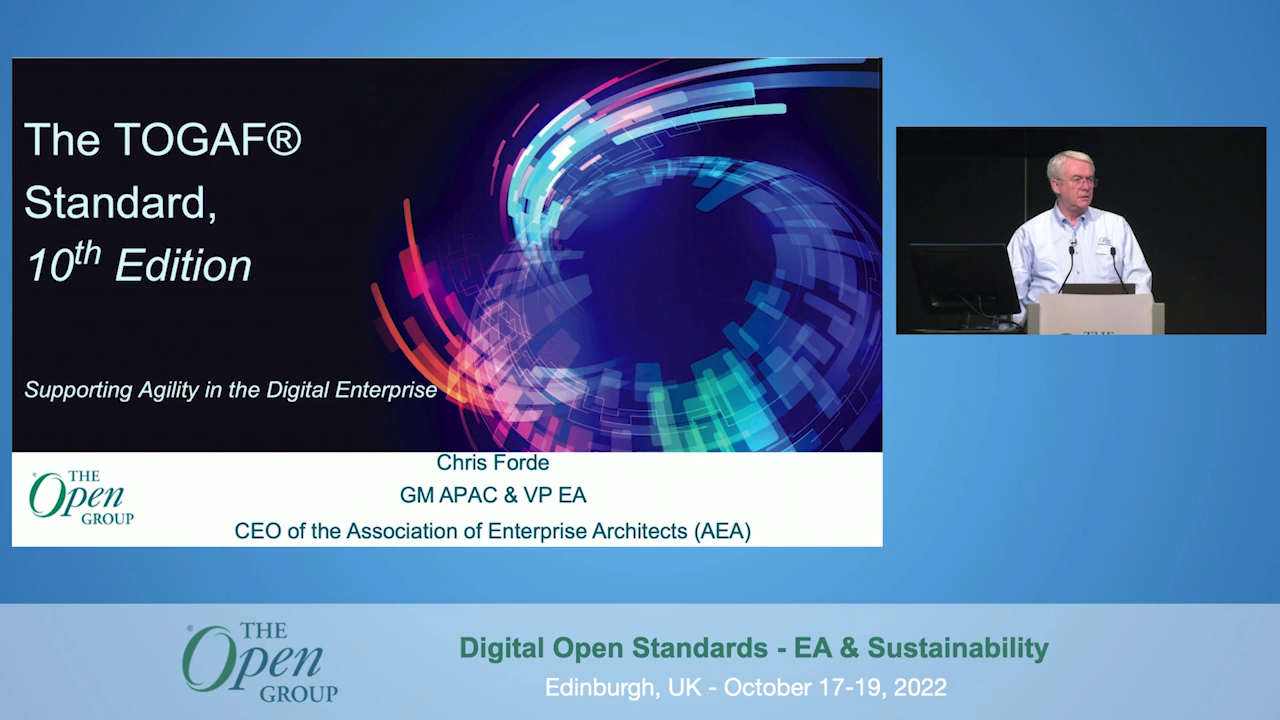 The TOGAF®
Standard,
10th Edition
Supporting Agility in the Digital Enterprise
THE
Open
GROUP
Chris Forde
GM APAC & VP EA
CEO of the Association of Enterprise Architects (AEA)
THE
THE
Open
GROUP
Digital Open Standards - EA & Sustainability
Edinburgh, UK - October 17-19, 2022